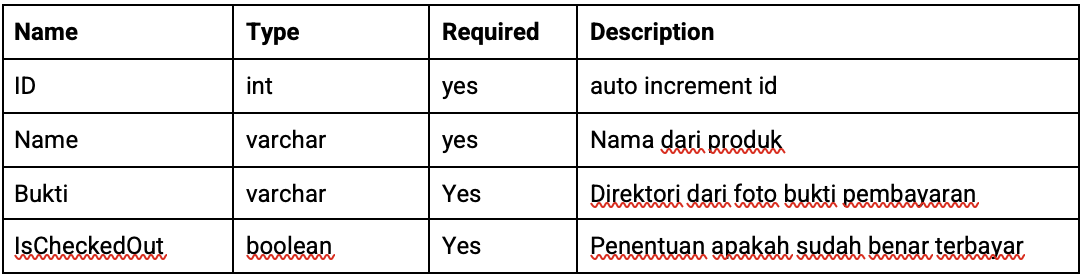 Name Type Required Description
ID int yes auto increment id
Name varchar yes Nama dari produk
Bukti varchar Yes Direktori dari foto bukti pembayaran
IsCheckedOut boolean Yes Penentuan apakah sudah benar terbayar